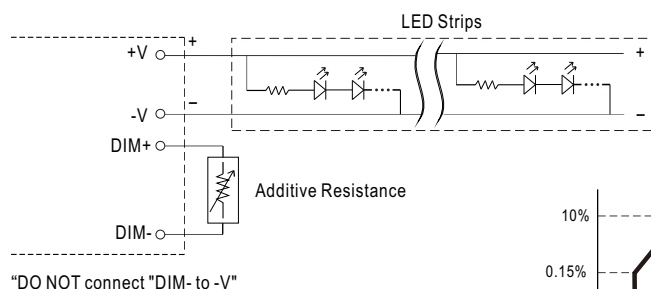 LED Strips
+V
+
+
-V
–
–
DIM+
Additive Resistance
DIM-
"DO NOT connect "DIM- to -V"
10%
0.15%